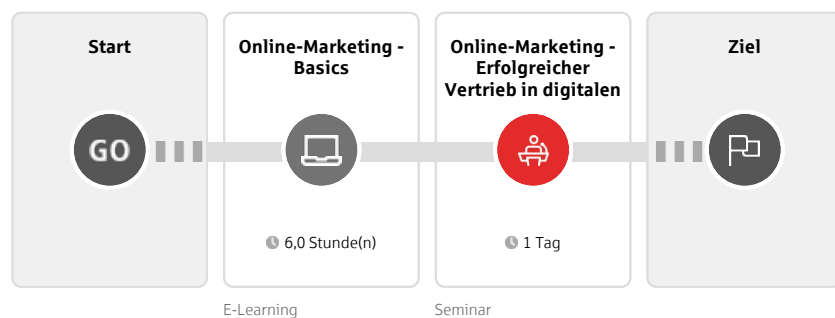 Start
GO
Online-Marketing -
Basics
6,0 Stunde(n)
E-Learning
Online-Marketing -
Erfolgreicher
Vertrieb in digitalen
1 Tag
Seminar
Ziel